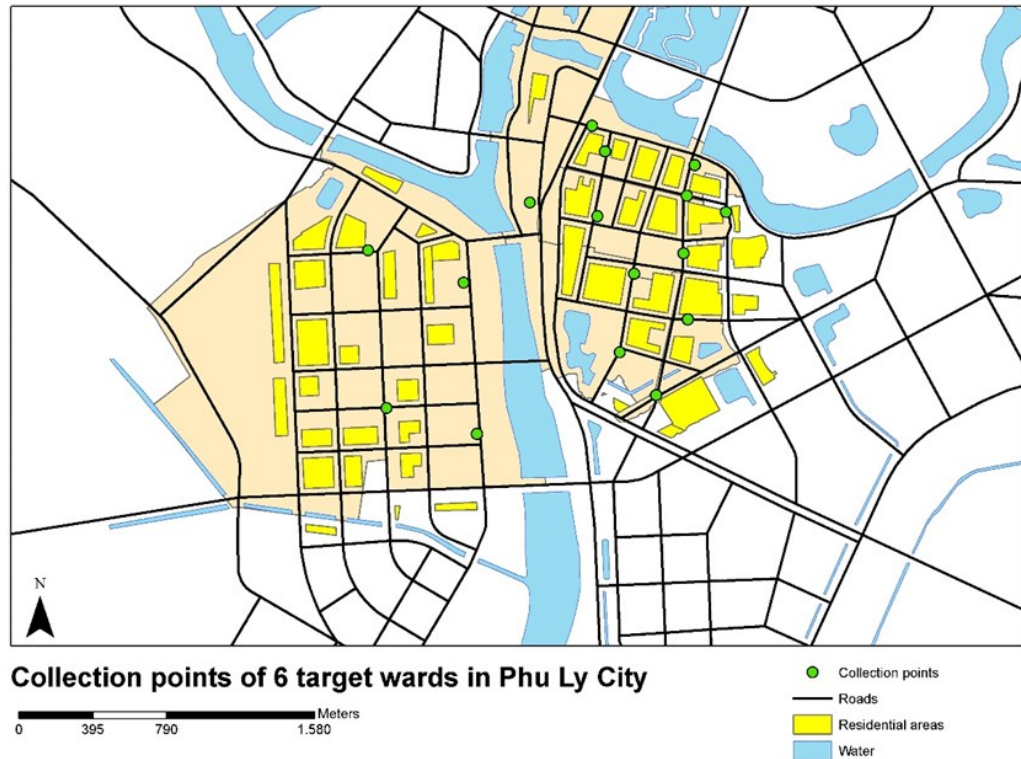 N
Collection points of 6 target wards in Phu Ly City
Meters
0 395 790 1.580
Collection points
Roads
Residential areas
Water